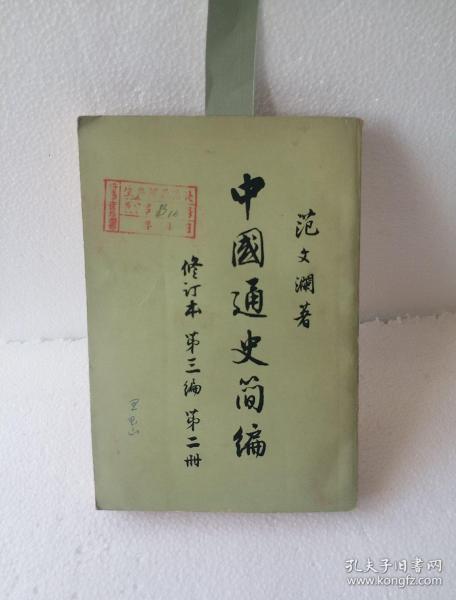 范文澜著
中國通史简编
修订本 第三编 第二册
B10
孔夫子旧书网
www.kongfz.com